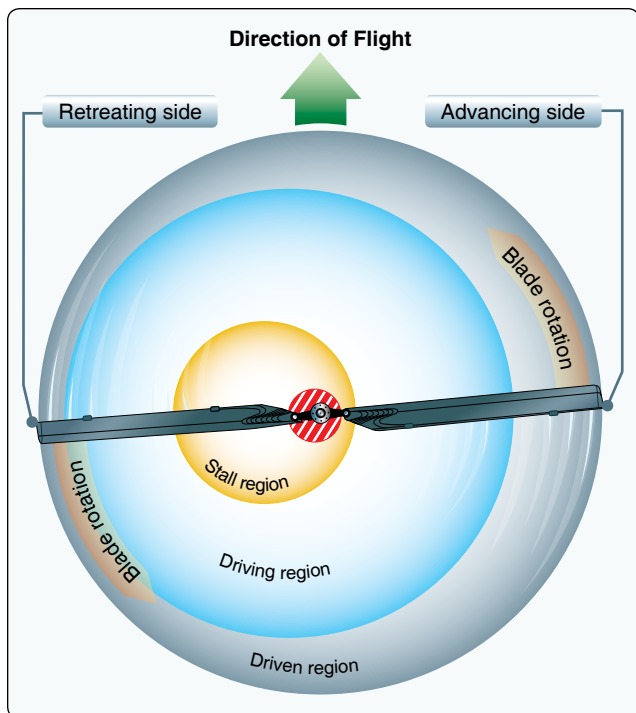 Direction of Flight
Retreating side
Advancing side
Blade rotation
Stall region
Blade rotation
Driving region
Driven region